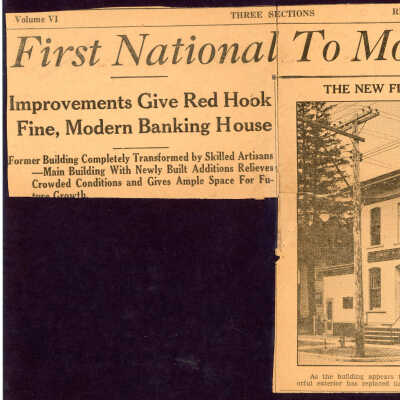 Volume VI
THREE SECTIONS
First National To Mo
Improvements Give Red Hook
Fine, Modern Banking House
Former Building Completely Transformed by Skilled Artisans
—Main Building With Newly Built Additions Relieves
Crowded Conditions and Gives Ample Space For Fu-
ture Growth.
THE NEW FI
As the building appears
orful exterior has replaced